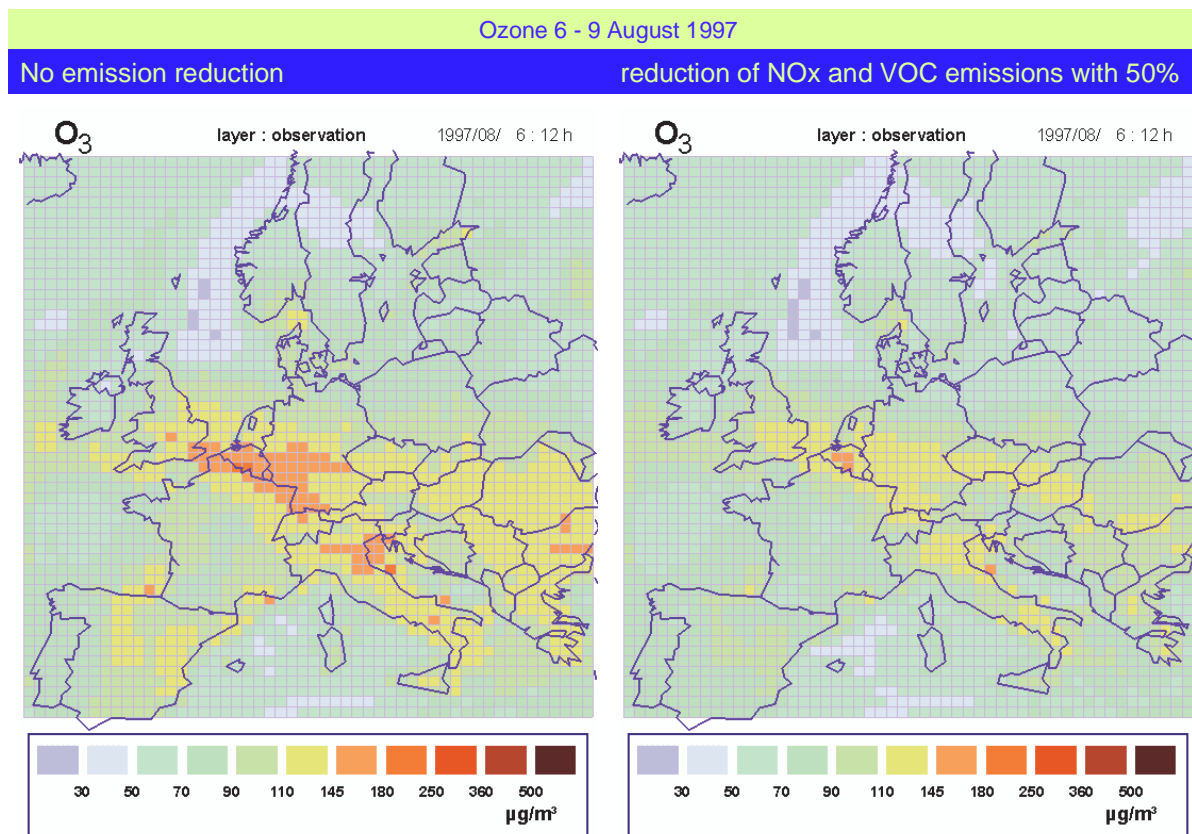 Ozone 6 - 9 August 1997
No emission reduction
reduction of NOx and VOC emissions with 50%
O3
layer : observation
1997/08/ 6 : 12 h
O3
layer : observation
1997/08/ 6 : 12 h
30 50 70 90 110 145 180 250 360 500
µg/m³
30 50 70 90 110 145 180 250 360 500
µg/m³